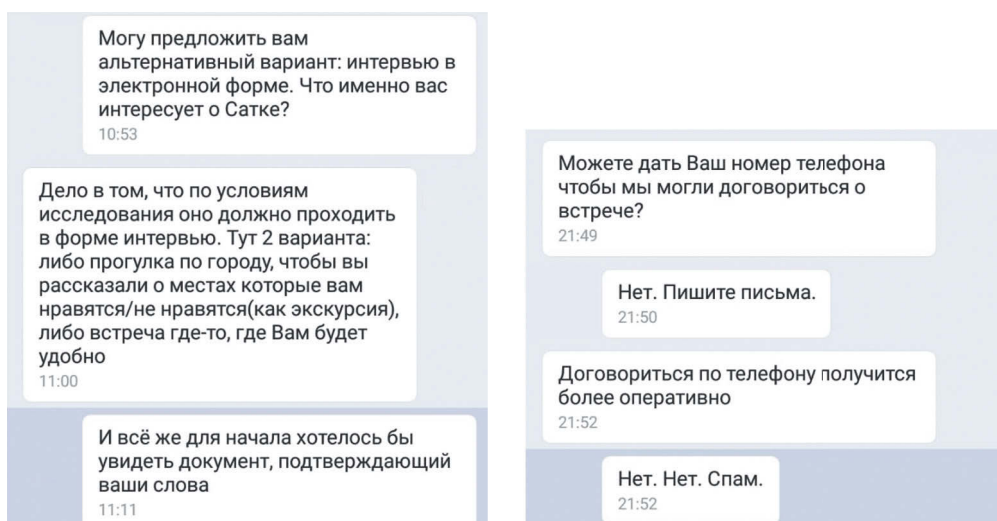 Могу предложить вам
альтернативный вариант: интервью в
электронной форме. Что именно вас
интересует о Сатке?
10:53
Дело в том, что по условиям
исследования оно должно проходить
в форме интервью. Тут 2 варианта:
либо прогулка по городу, чтобы вы
рассказали о местах которые вам
нравятся/не нравятся(как экскурсия),
либо встреча где-то, где Вам будет
удобно
11:00
И всё же для начала хотелось бы
увидеть документ, подтверждающий
ваши слова
11:11
Можете дать Ваш номер телефона
чтобы мы могли договориться о
встрече?
21:49
Нет. Пишите письма.
21:50
Договориться по телефону получится
более оперативно
21:52
Нет. Нет. Спам.
21:52